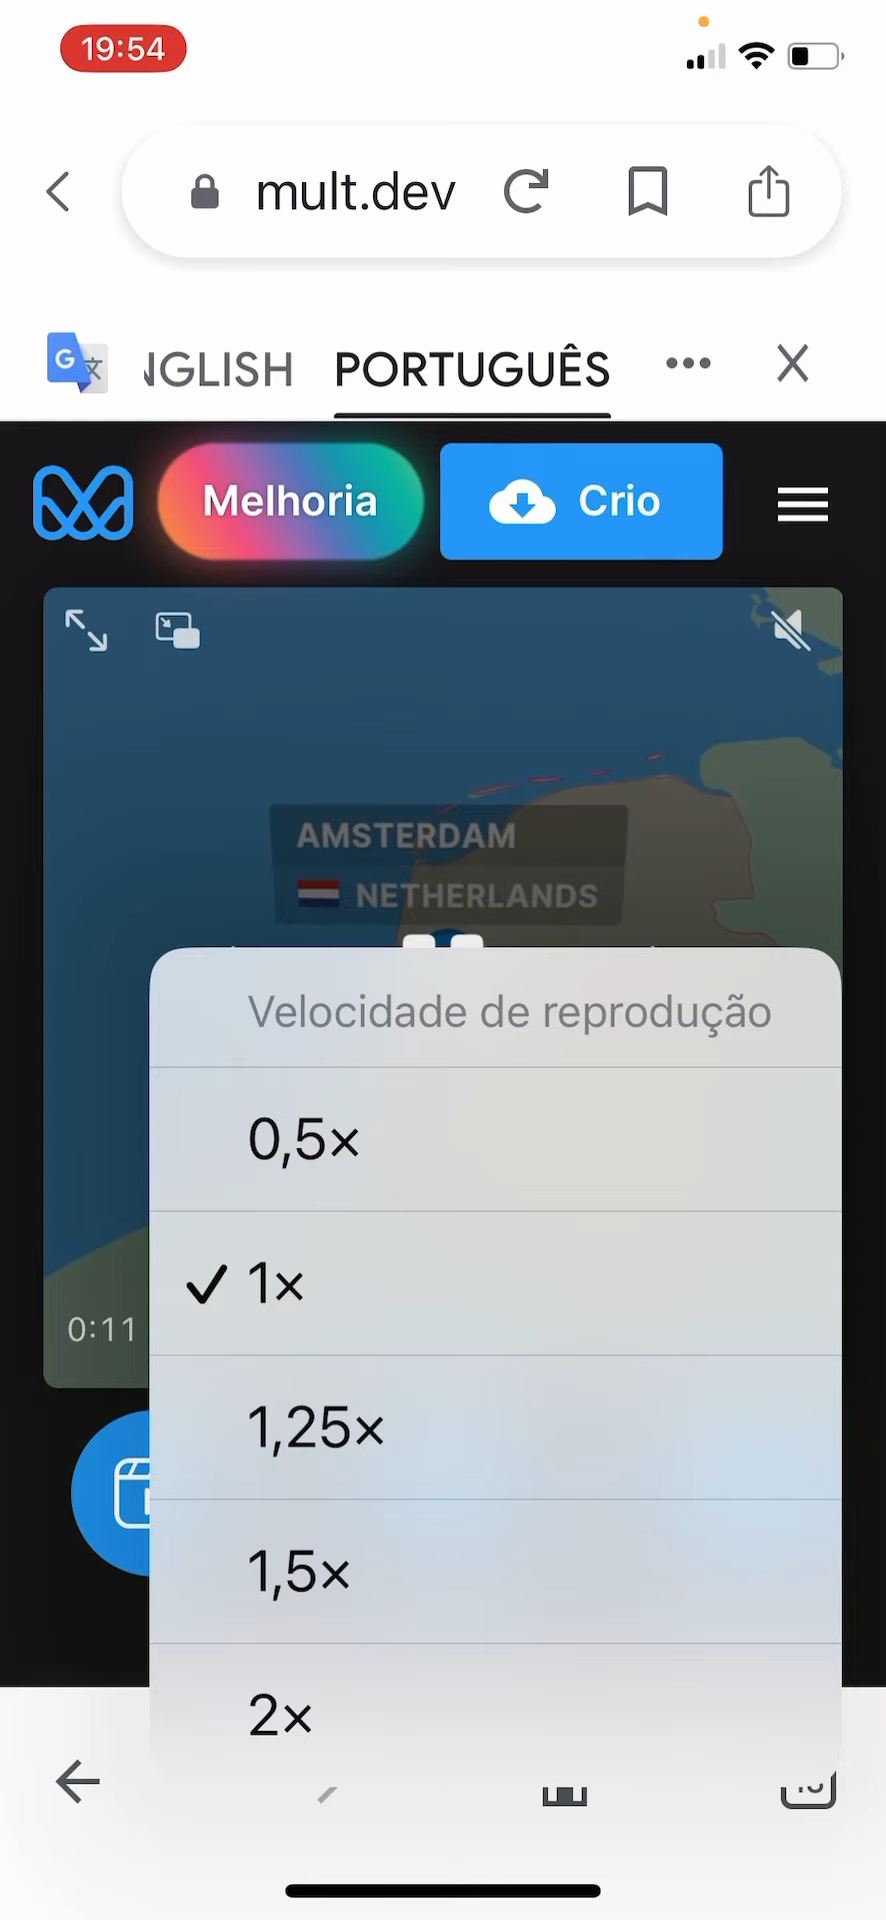 19:54
mult.dev
NGLISH PORTUGUÊS
Melhoria
Crio
AMSTERDAM
NETHERLANDS
Velocidade de reprodução
0,5×
1×
1,25×
1,5×
2×
0:11